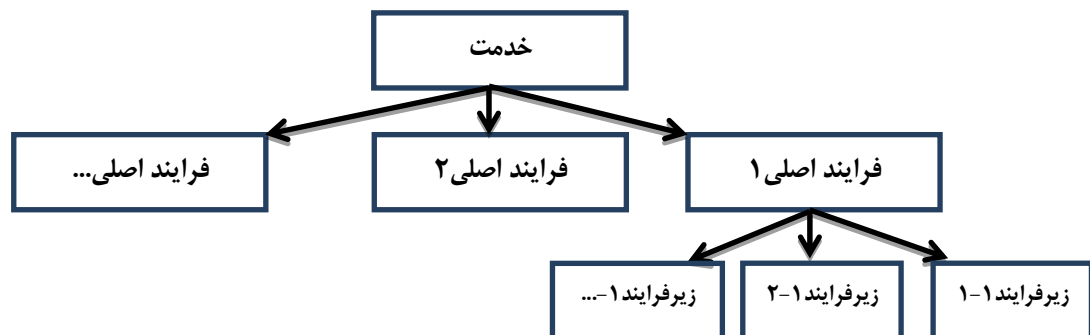 خدمت
فرایند اصلی۱
فرایند اصلی۲
فرایند اصلی...
زیرفرایند۱-۱
زیرفرایند۱-۲
زیرفرایند۱-...